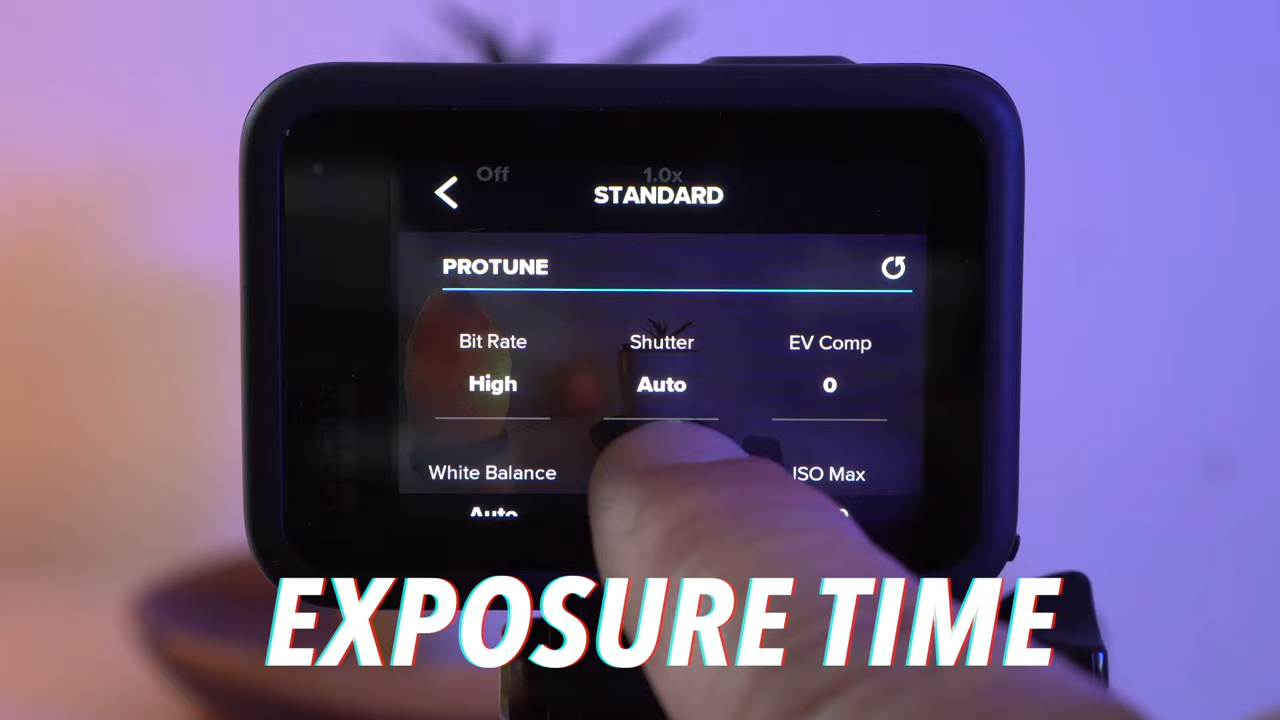 Off 1.0x
STANDARD
PROTUNE
Bit Rate Shutter EV Comp
High Auto 0
White Balance ISO Max
Auto
EXPOSURE TIME